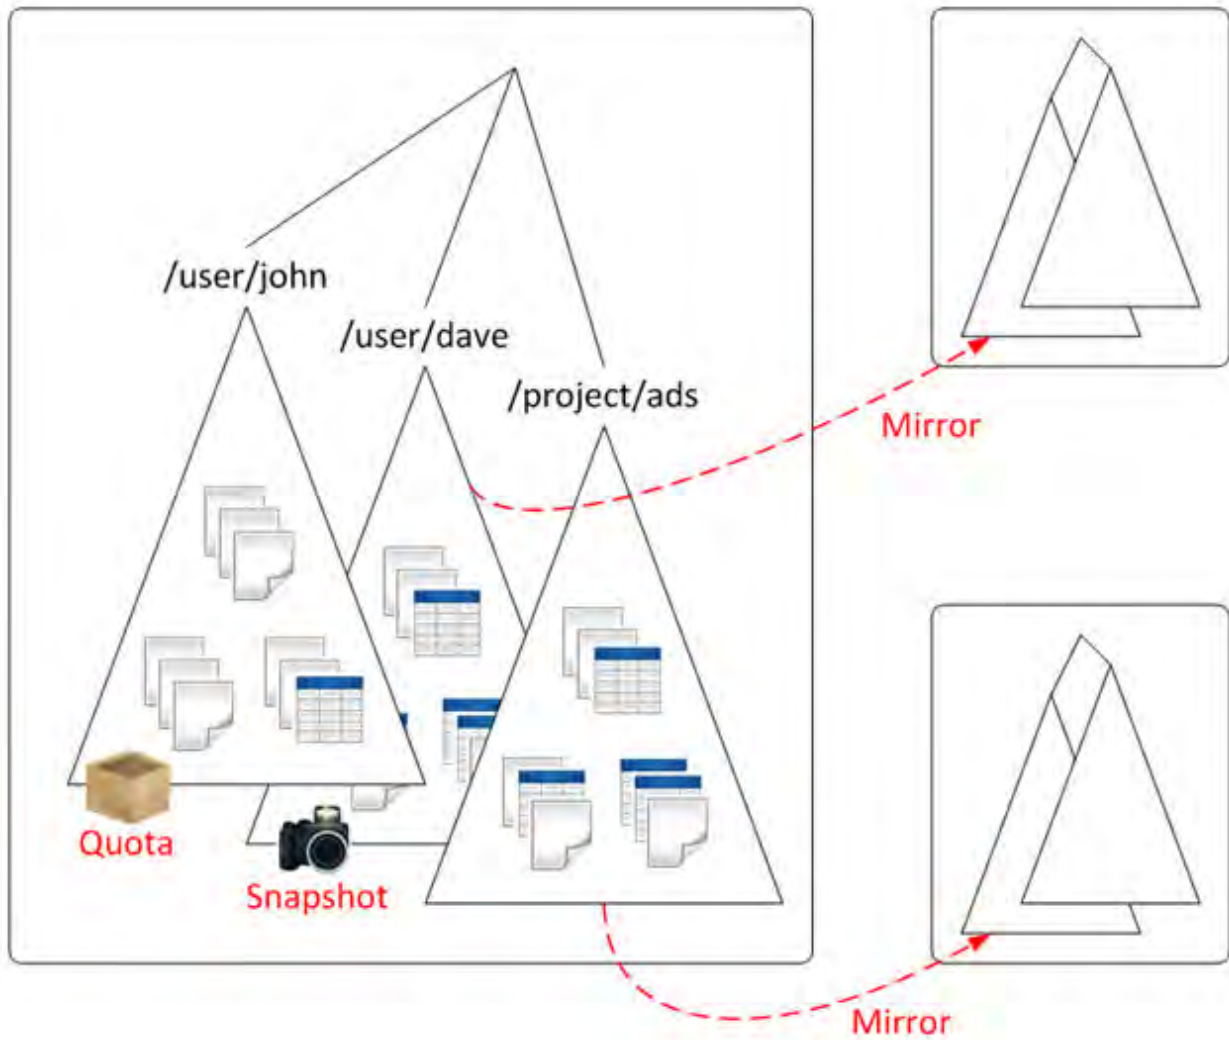 /user/john
/user/dave
/project/ads
Mirror
Quota
Snapshot
Mirror